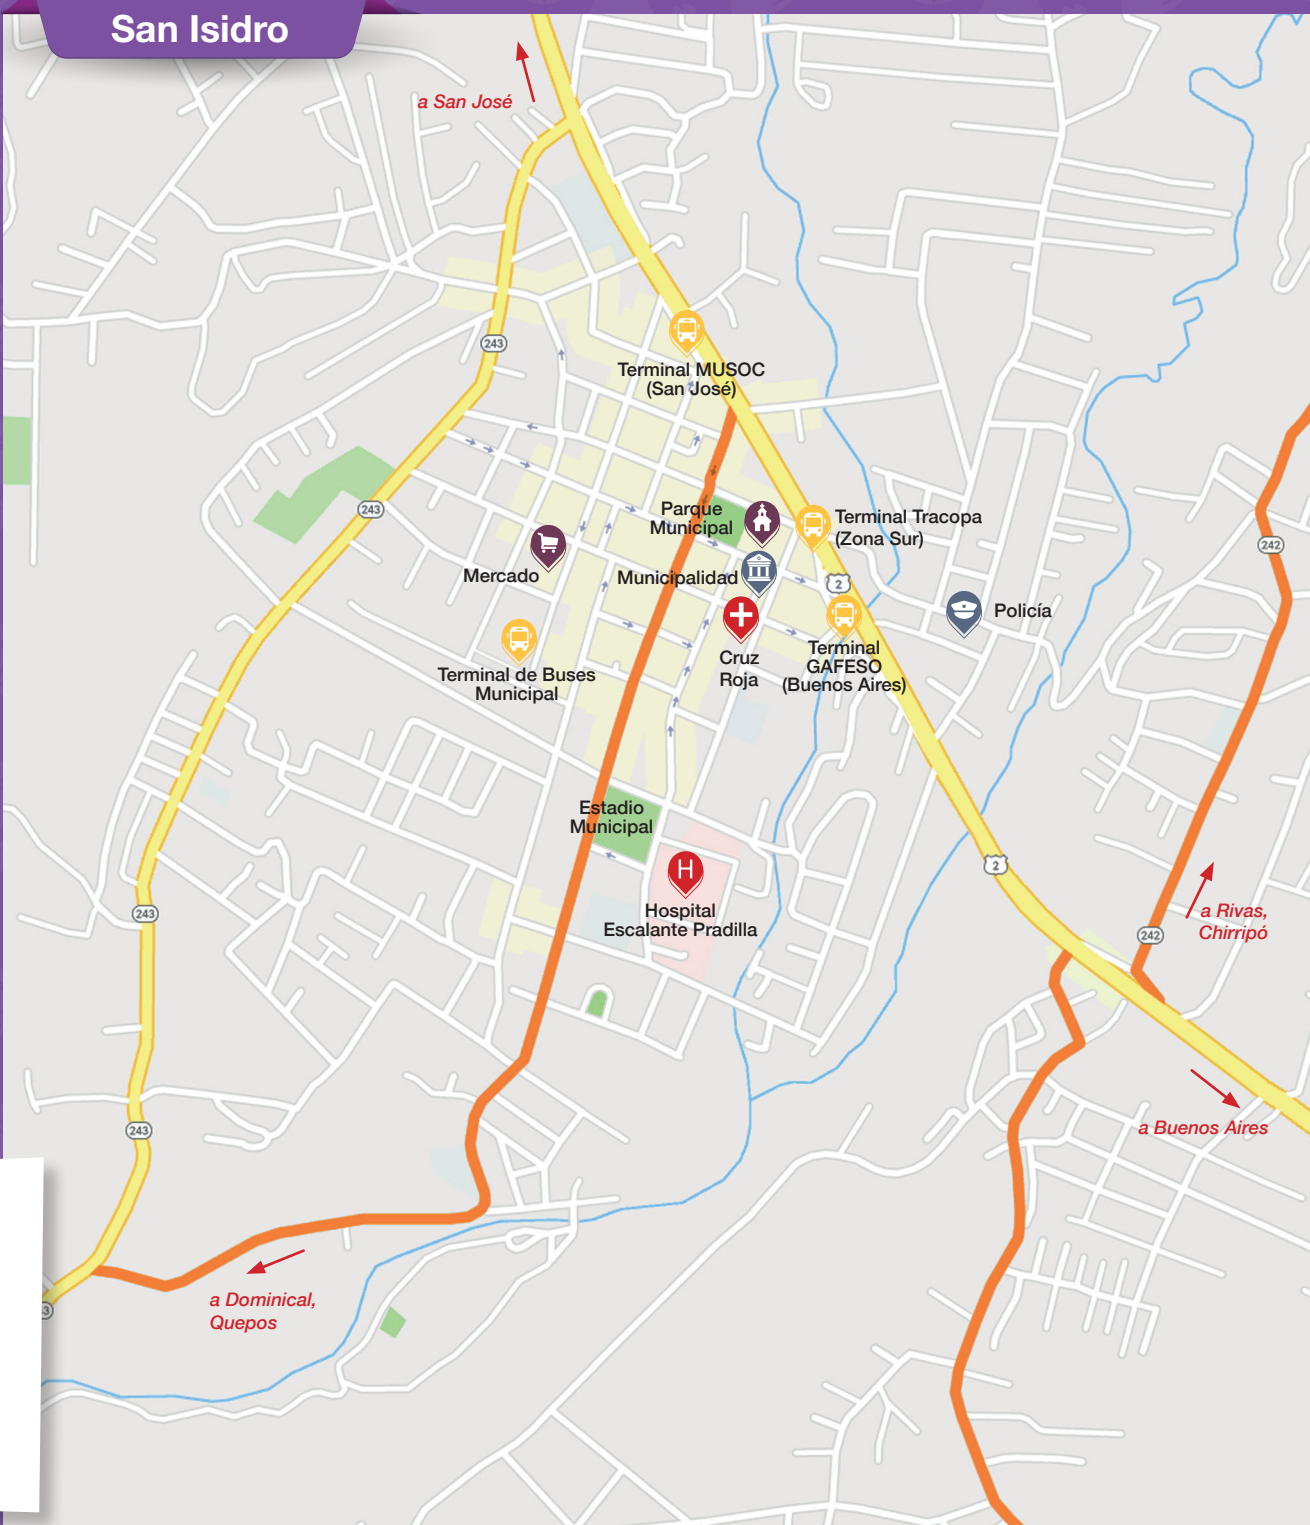 San Isidro
a San José
243
Terminal MUSOC
(San José)
243
Parque
Municipal
Terminal Tracopa
(Zona Sur)
242
Mercado
Municipalidad
2
Policía
Cruz
Roja
Terminal
GAFESO
(Buenos Aires)
Terminal de Buses
Municipal
Estadio
Municipal
2
H
Hospital
Escalante Pradilla
243
a Rivas,
Chirripó
242
243
a Buenos Aires
a Dominical,
Quepos
3